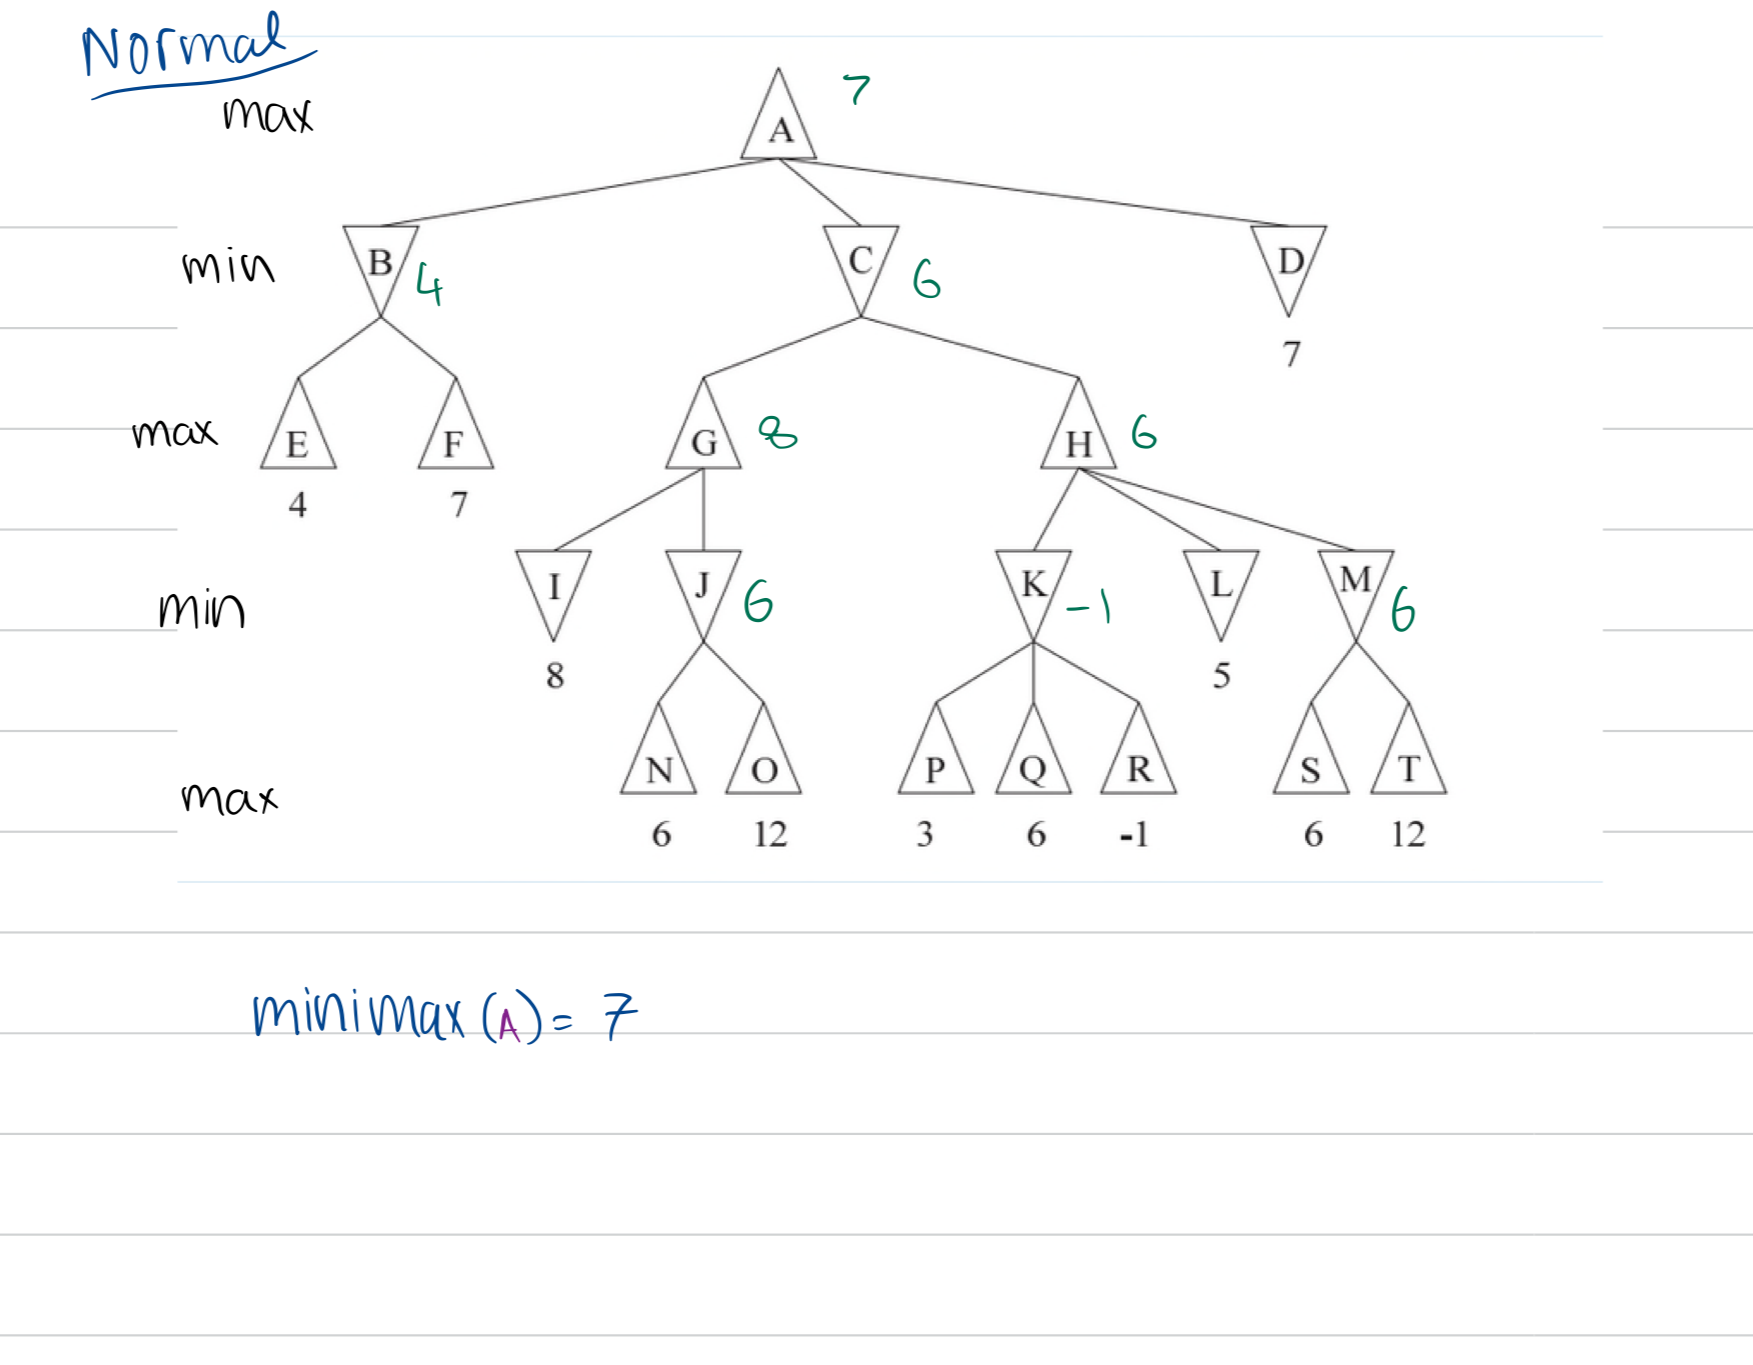 Normal
max
A 7
min B 4 C 6 D
7
max E F G 8 H 6
4 7
min I J 6 K -1 L M 6
8 5
max N O P Q R S T
6 12 3 6 -1 6 12
minimax (A) = 7